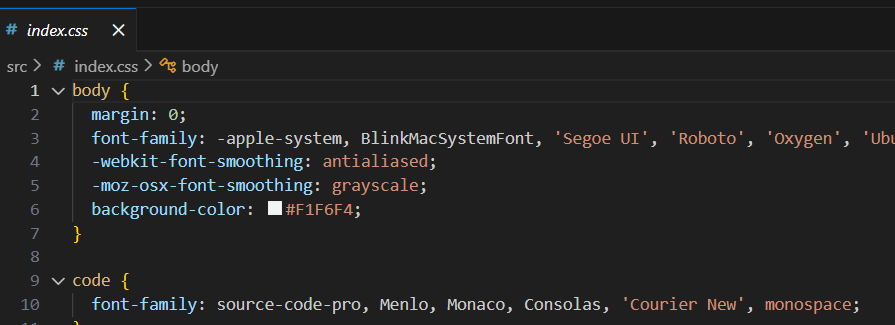 # index.css ×
src > # index.css > body
1 body {
2 margin: 0;
3 font-family: -apple-system, BlinkMacSystemFont, 'Segoe UI', 'Roboto', 'Oxygen', 'Ubu
4 -webkit-font-smoothing: antialiased;
5 -moz-osx-font-smoothing: grayscale;
6 background-color: #F1F6F4;
7 }
8
9 code {
10 font-family: source-code-pro, Menlo, Monaco, Consolas, 'Courier New', monospace;
11 }